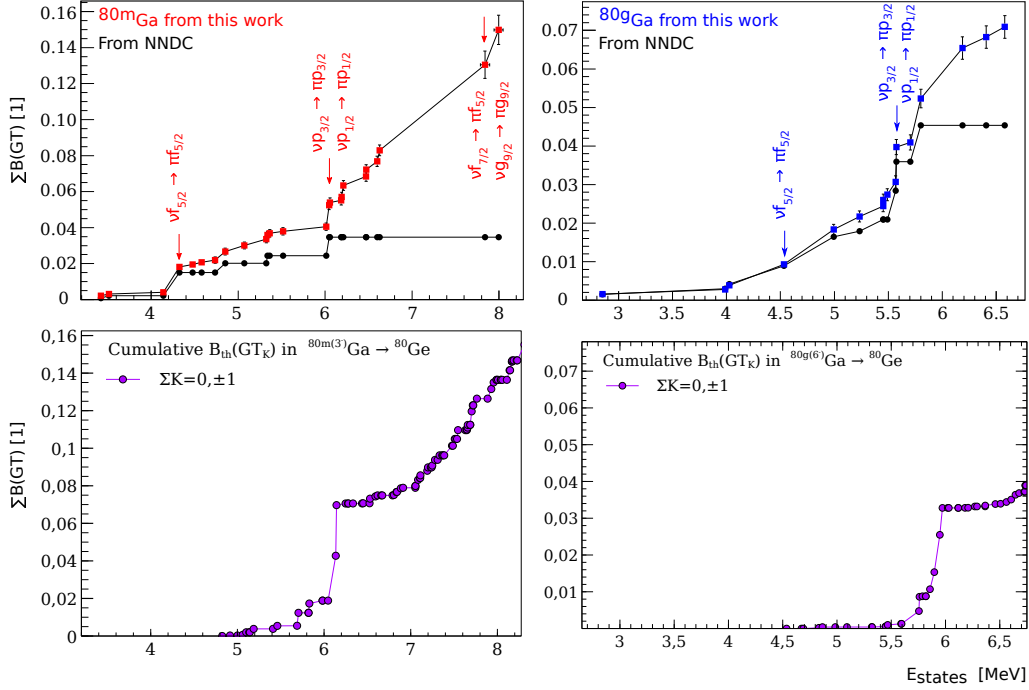 80mGa from this work
From NNDC
νf5/2 → πf5/2
νp3/2 → πp3/2
νp1/2 → πp1/2
νf7/2 → πf5/2
νg9/2 → πg9/2
ΣB(GT) [1]
0.16
0.14
0.12
0.1
0.08
0.06
0.04
0.02
0
4 5 6 7 8
80gGa from this work
From NNDC
νf5/2 → πf5/2
νp3/2 → πp3/2
νp1/2 → πp1/2
0.07
0.06
0.05
0.04
0.03
0.02
0.01
0
3 3.5 4 4.5 5 5.5 6 6.5
Cumulative Bth(GTK) in 80m(3-)Ga → 80Ge
ΣK=0,±1
ΣB(GT) [1]
0,16
0,14
0,12
0,1
0,08
0,06
0,04
0,02
0
4 5 6 7 8
Cumulative Bth(GTK) in 80g(6-)Ga → 80Ge
ΣK=0,±1
0,07
0,06
0,05
0,04
0,03
0,02
0,01
3 3,5 4 4,5 5 5,5 6 6,5
Estates [MeV]